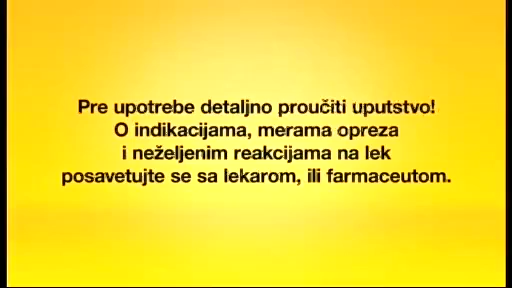 Pre upotrebe detaljno proučiti uputstvo!
O indikacijama, merama opreza
i neželjenim reakcijama na lek
posavetujte se sa lekarom, ili farmaceutom.